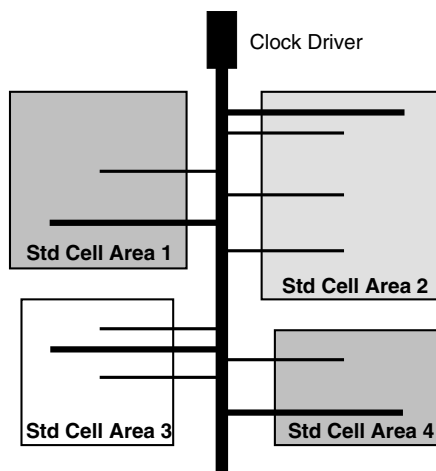 Clock Driver
Std Cell Area 1
Std Cell Area 2
Std Cell Area 3
Std Cell Area 4